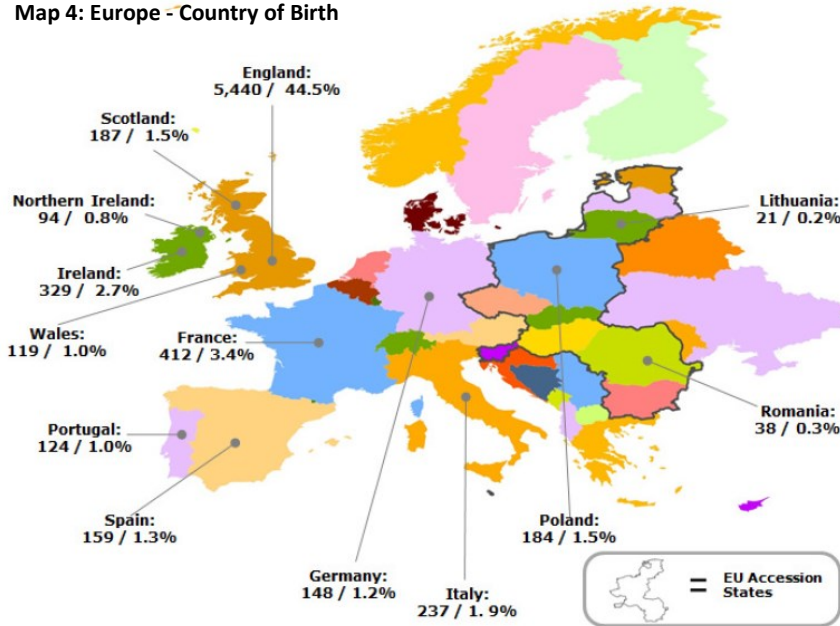 Map 4: Europe - Country of Birth
England:
5,440 / 44.5%
Scotland:
187 / 1.5%
Northern Ireland:
94 / 0.8%
Ireland:
329 / 2.7%
Wales:
119 / 1.0%
France:
412 / 3.4%
Portugal:
124 / 1.0%
Spain:
159 / 1.3%
Germany:
148 / 1.2%
Italy:
237 / 1. 9%
Poland:
184 / 1.5%
Lithuania:
21 / 0.2%
Romania:
38 / 0.3%
= EU Accession
States